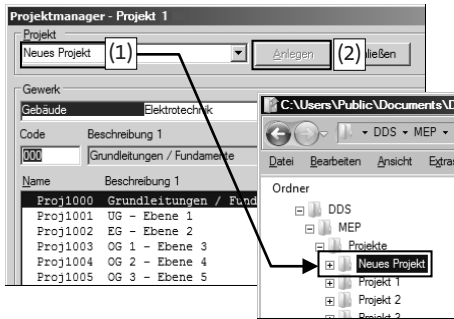 Projektmanager - Projekt 1
Projekt
Neues Projekt (1)
Anlegen (2) ließen
Gewerk
Gebäude Elektrotechnik
Code Beschreibung 1
000 Grundleitungen / Fundamente
Name Beschreibung 1
Proj1000 Grundleitungen / Fund
Proj1001 UG - Ebene 1
Proj1002 EG - Ebene 2
Proj1003 OG 1 - Ebene 3
Proj1004 OG 2 - Ebene 4
Proj1005 OG 3 - Ebene 5
C:\Users\Public\Documents\D
DDS MEP
Datei Bearbeiten Ansicht Extras
Ordner
DDS
MEP
Projekte
Neues Projekt
Projekt 1
Projekt 2
Projekt 3